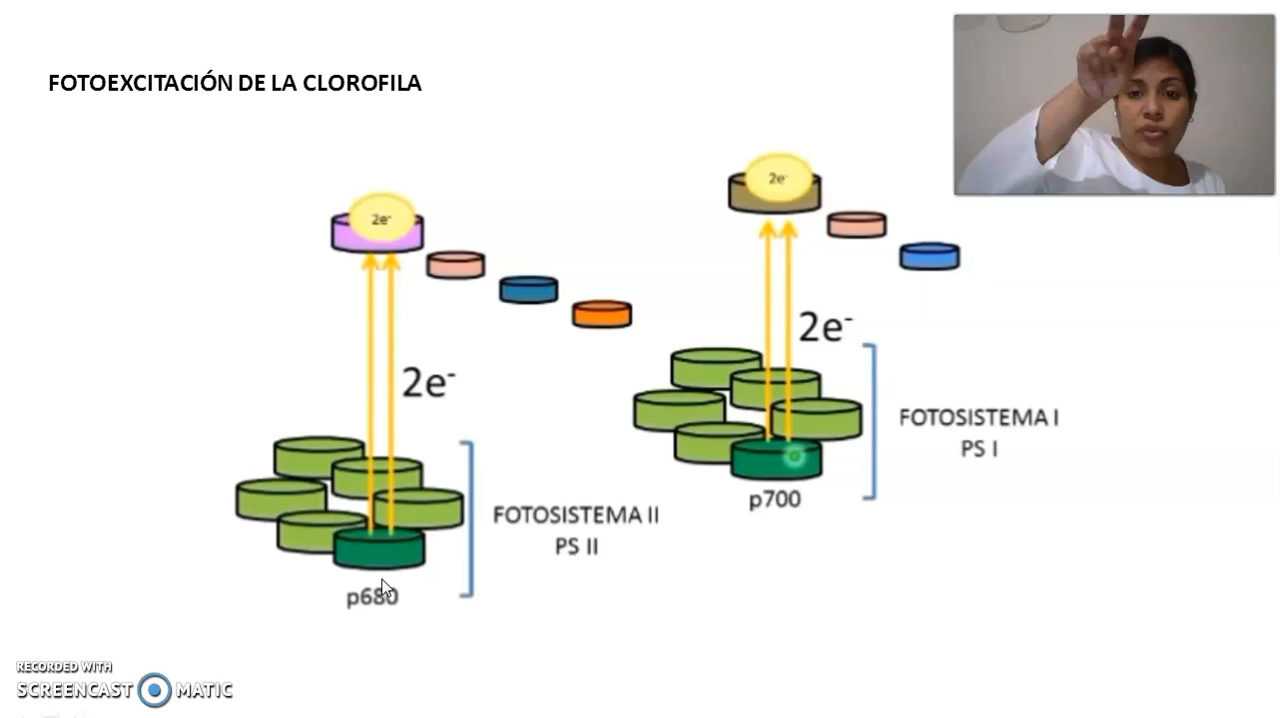 FOTOEXCITACIÓN DE LA CLOROFILA
2e-
2e-
2e-
2e-
FOTOSISTEMA I
PS I
p700
FOTOSISTEMA II
PS II
p680
RECORDED WITH
SCREENCAST MATIC